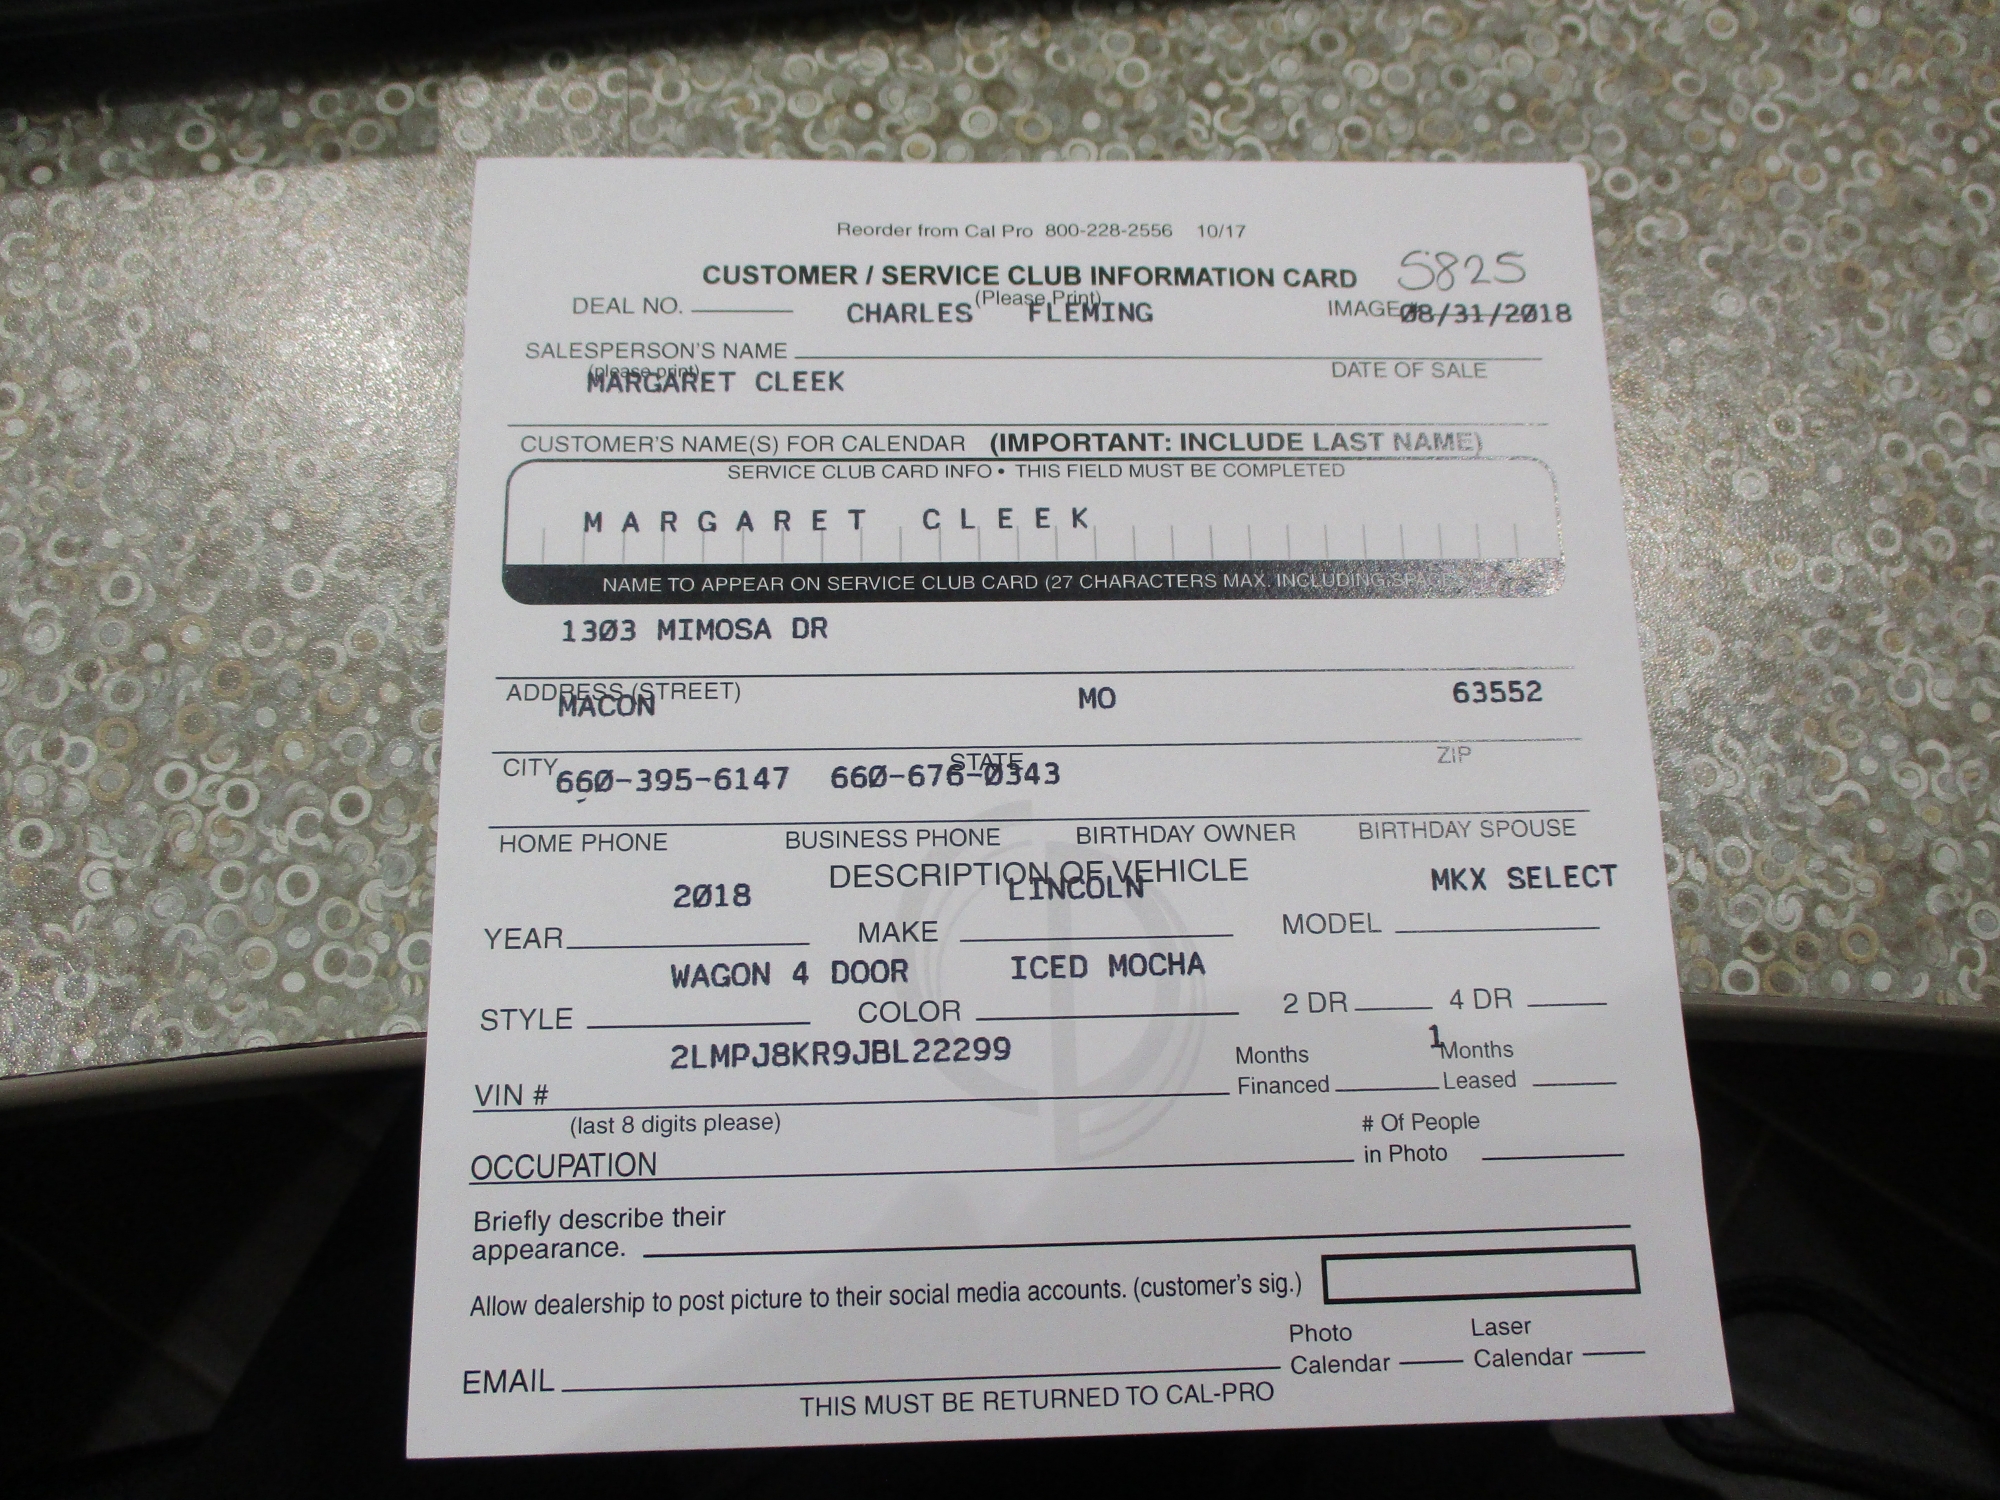 Reorder from Cal Pro 800-228-2556 10/17
CUSTOMER / SERVICE CLUB INFORMATION CARD 5825
(Please Print)
DEAL NO. CHARLES FLEMING IMAGE# 08/31/2018
SALESPERSON'S NAME
(please print) DATE OF SALE
MARGARET CLEEK
CUSTOMER'S NAME(S) FOR CALENDAR (IMPORTANT: INCLUDE LAST NAME)
SERVICE CLUB CARD INFO • THIS FIELD MUST BE COMPLETED
MARGARET CLEEK
NAME TO APPEAR ON SERVICE CLUB CARD (27 CHARACTERS MAX. INCLUDING SPACES)
1303 MIMOSA DR
ADDRESS (STREET)
MACON MO 63552
CITY STATE ZIP
660-395-6147 660-676-0343
HOME PHONE BUSINESS PHONE BIRTHDAY OWNER BIRTHDAY SPOUSE
DESCRIPTION OF VEHICLE
2018 LINCOLN MKX SELECT
YEAR MAKE MODEL
WAGON 4 DOOR ICED MOCHA
STYLE COLOR 2 DR 4 DR
2LMPJ8KR9JBL22299 1
VIN # Months Financed Months Leased
(last 8 digits please)
OCCUPATION # Of People in Photo
Briefly describe their
appearance.
Allow dealership to post picture to their social media accounts. (customer's sig.)
EMAIL Photo Calendar Laser Calendar
THIS MUST BE RETURNED TO CAL-PRO